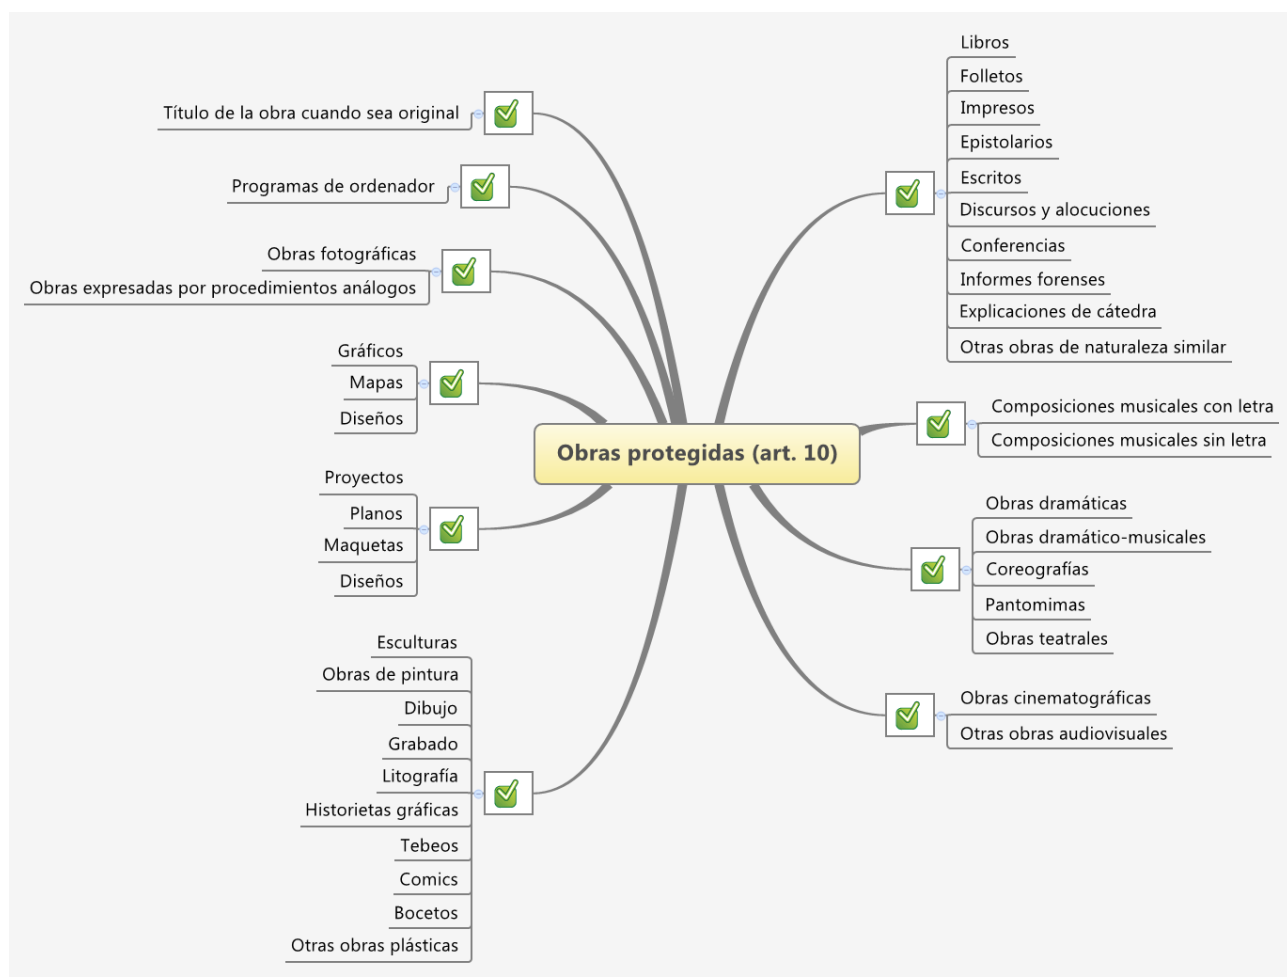 Obras protegidas (art. 10)
Libros
Folletos
Impresos
Epistolarios
Escritos
Discursos y alocuciones
Conferencias
Informes forenses
Explicaciones de cátedra
Otras obras de naturaleza similar
Composiciones musicales con letra
Composiciones musicales sin letra
Obras dramáticas
Obras dramático-musicales
Coreografías
Pantomimas
Obras teatrales
Obras cinematográficas
Otras obras audiovisuales
Título de la obra cuando sea original
Programas de ordenador
Obras fotográficas
Obras expresadas por procedimientos análogos
Gráficos
Mapas
Diseños
Proyectos
Planos
Maquetas
Diseños
Esculturas
Obras de pintura
Dibujo
Grabado
Litografía
Historietas gráficas
Tebeos
Comics
Bocetos
Otras obras plásticas